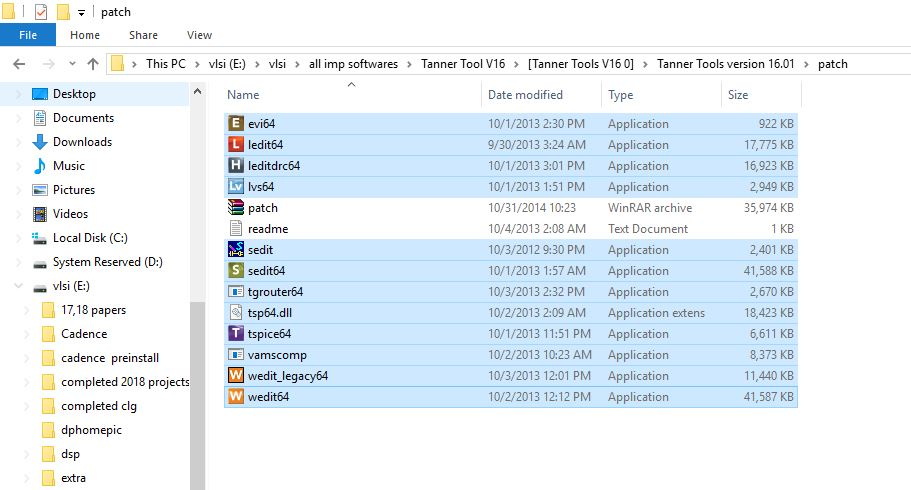 patch
File Home Share View
This PC vlsi (E:) vlsi all imp softwares Tanner Tool V16 [Tanner Tools V16 0] Tanner Tools version 16.01 patch
Name Date modified Type Size
Desktop
Documents
Downloads
Music
Pictures
Videos
Local Disk (C:)
System Reserved (D:)
vlsi (E:)
17,18 papers
Cadence
cadence preinstall
completed 2018 projects
completed clg
dphomepic
dsp
extra
E evi64 10/1/2013 2:30 PM Application 922 KB
L ledit64 9/30/2013 3:24 AM Application 17,775 KB
H leditdrc64 10/1/2013 3:01 PM Application 16,923 KB
Lv lvs64 10/1/2013 1:51 PM Application 2,949 KB
patch 10/31/2014 10:23 WinRAR archive 35,974 KB
readme 10/4/2013 2:08 AM Text Document 1 KB
sedit 10/3/2012 9:30 PM Application 2,401 KB
S sedit64 10/1/2013 1:57 AM Application 41,588 KB
tgrouter64 10/3/2013 2:32 PM Application 2,670 KB
tsp64.dll 10/2/2013 2:09 AM Application extens 18,423 KB
T tspice64 10/1/2013 11:51 PM Application 6,611 KB
vamscomp 10/2/2013 10:23 AM Application 8,373 KB
W wedit_legacy64 10/3/2013 12:01 PM Application 11,440 KB
W wedit64 10/2/2013 12:12 PM Application 41,587 KB